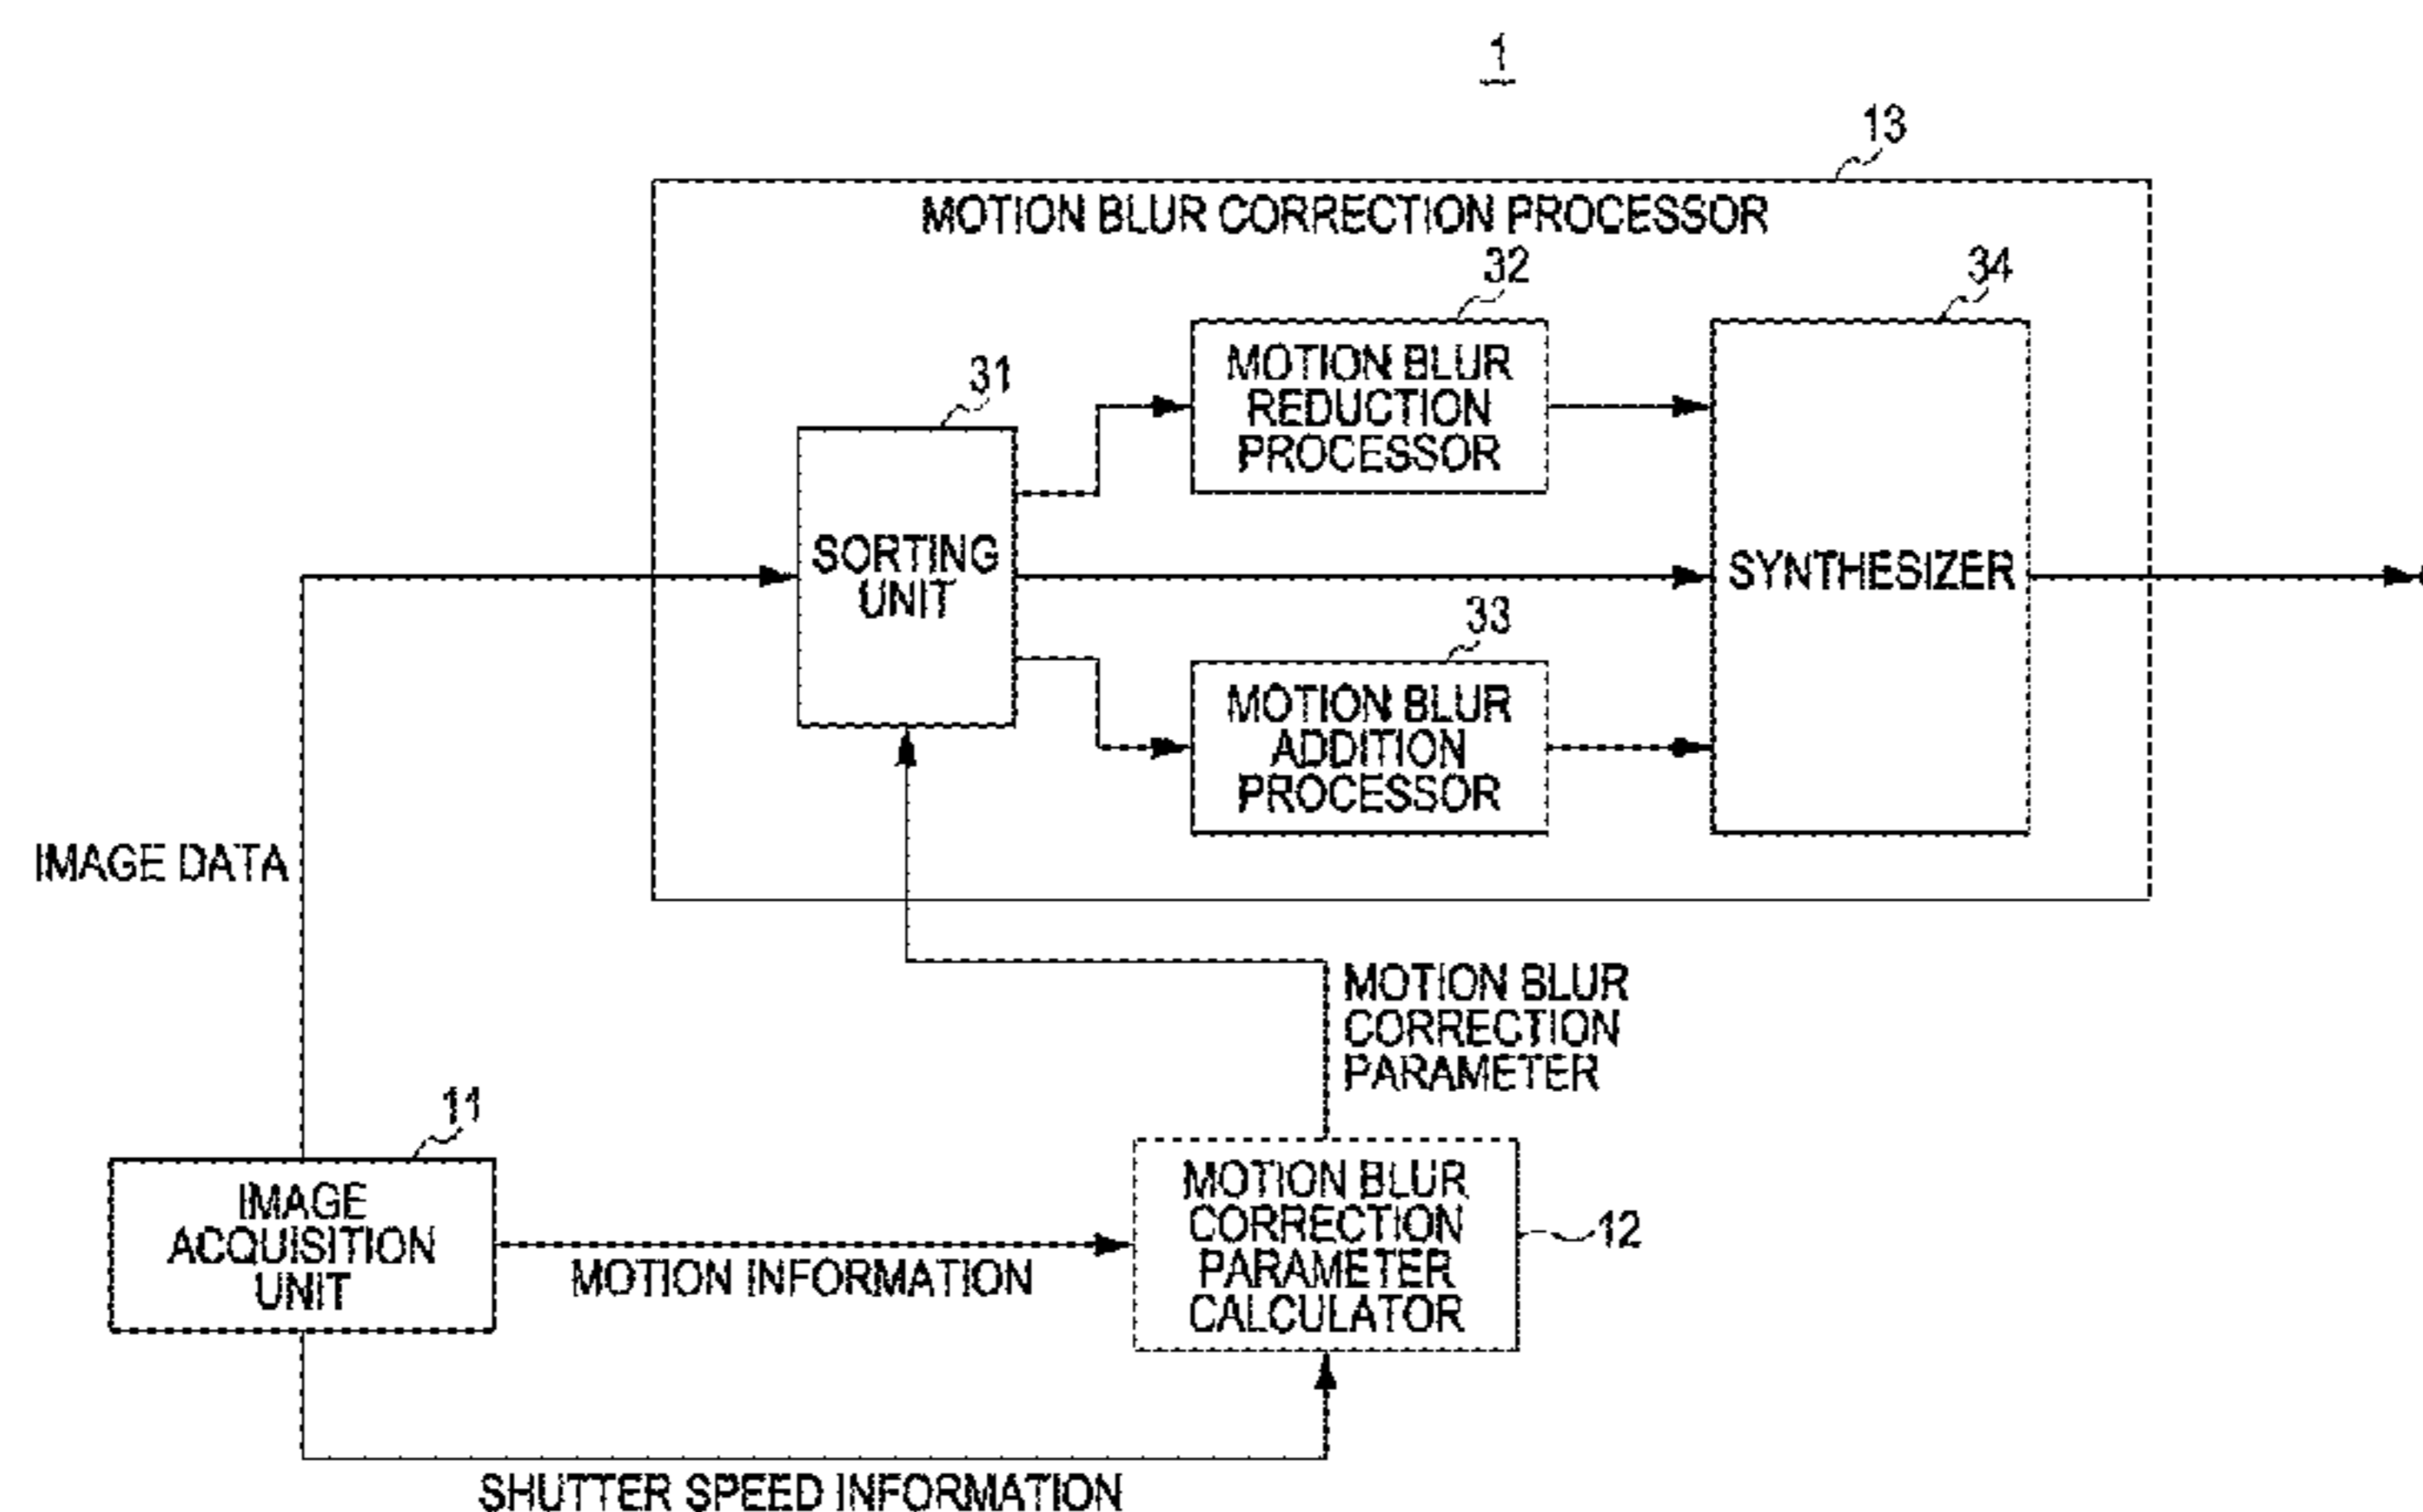 1
13
MOTION BLUR CORRECTION PROCESSOR
32
34
MOTION BLUR
REDUCTION
PROCESSOR
31
SORTING
UNIT
SYNTHESIZER
33
MOTION BLUR
ADDITION
PROCESSOR
IMAGE DATA
MOTION BLUR
CORRECTION
PARAMETER
11
IMAGE
ACQUISITION
UNIT
MOTION INFORMATION
MOTION BLUR
CORRECTION
PARAMETER
CALCULATOR
12
SHUTTER SPEED INFORMATION